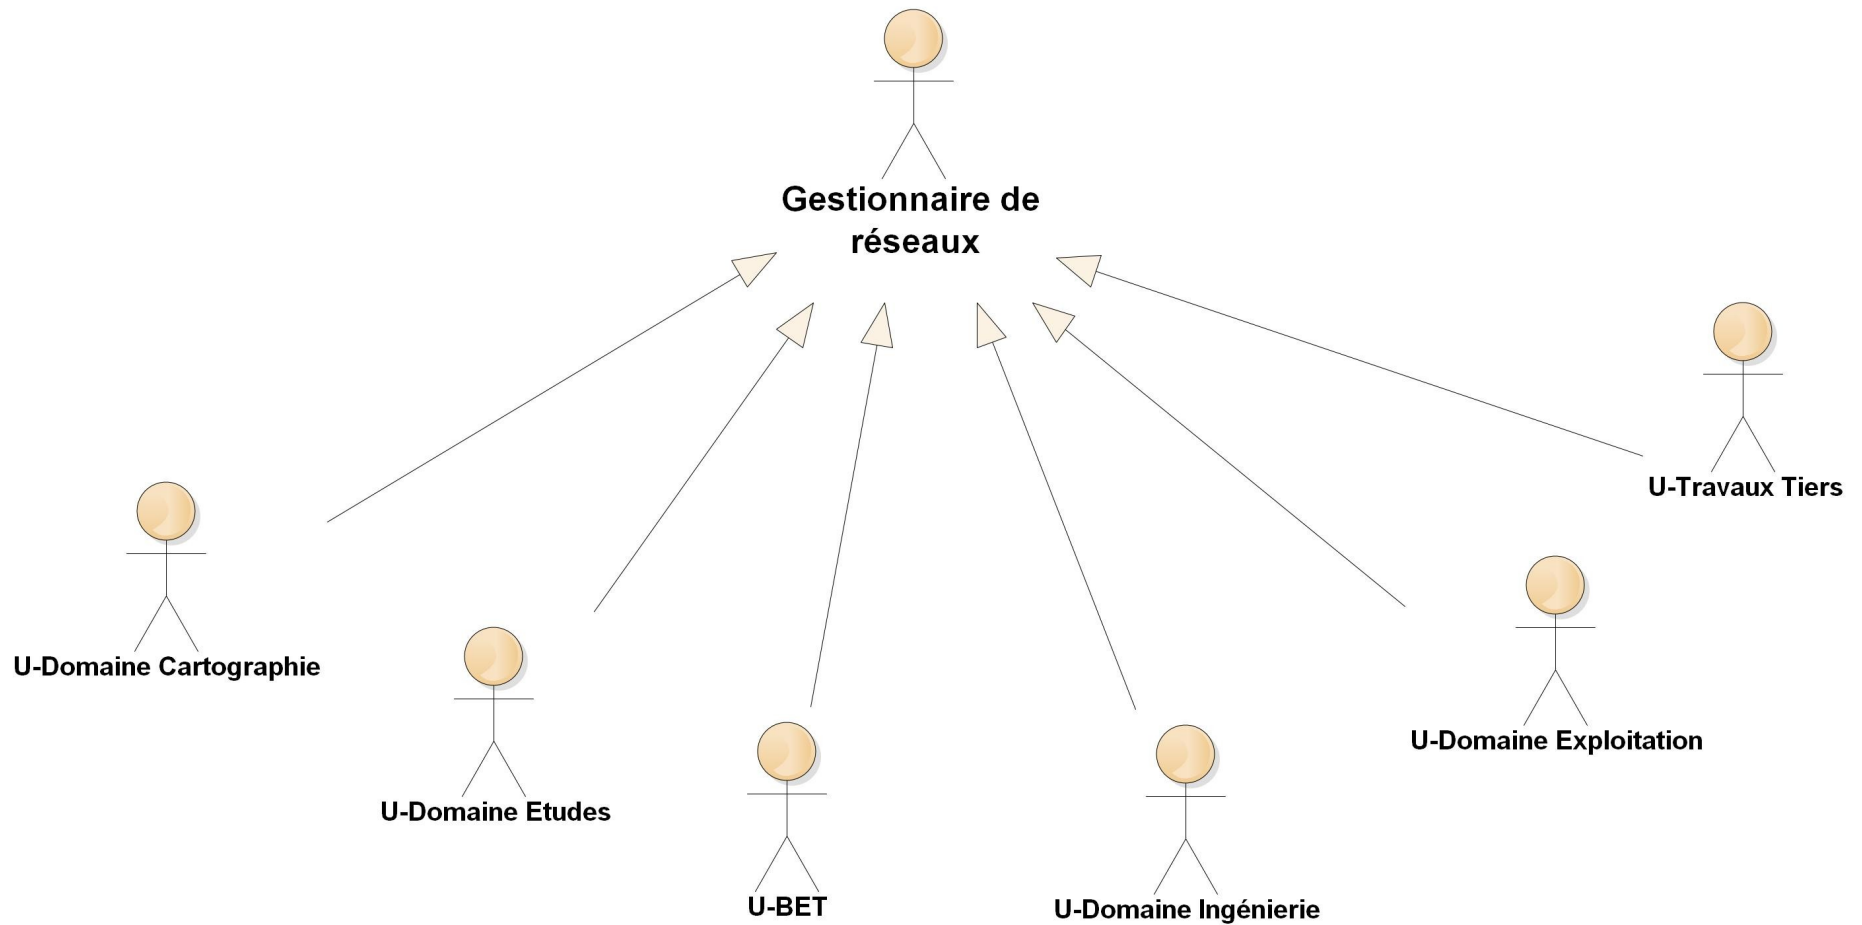 Gestionnaire de
réseaux
U-Travaux Tiers
U-Domaine Cartographie
U-Domaine Exploitation
U-Domaine Etudes
U-BET
U-Domaine Ingénierie